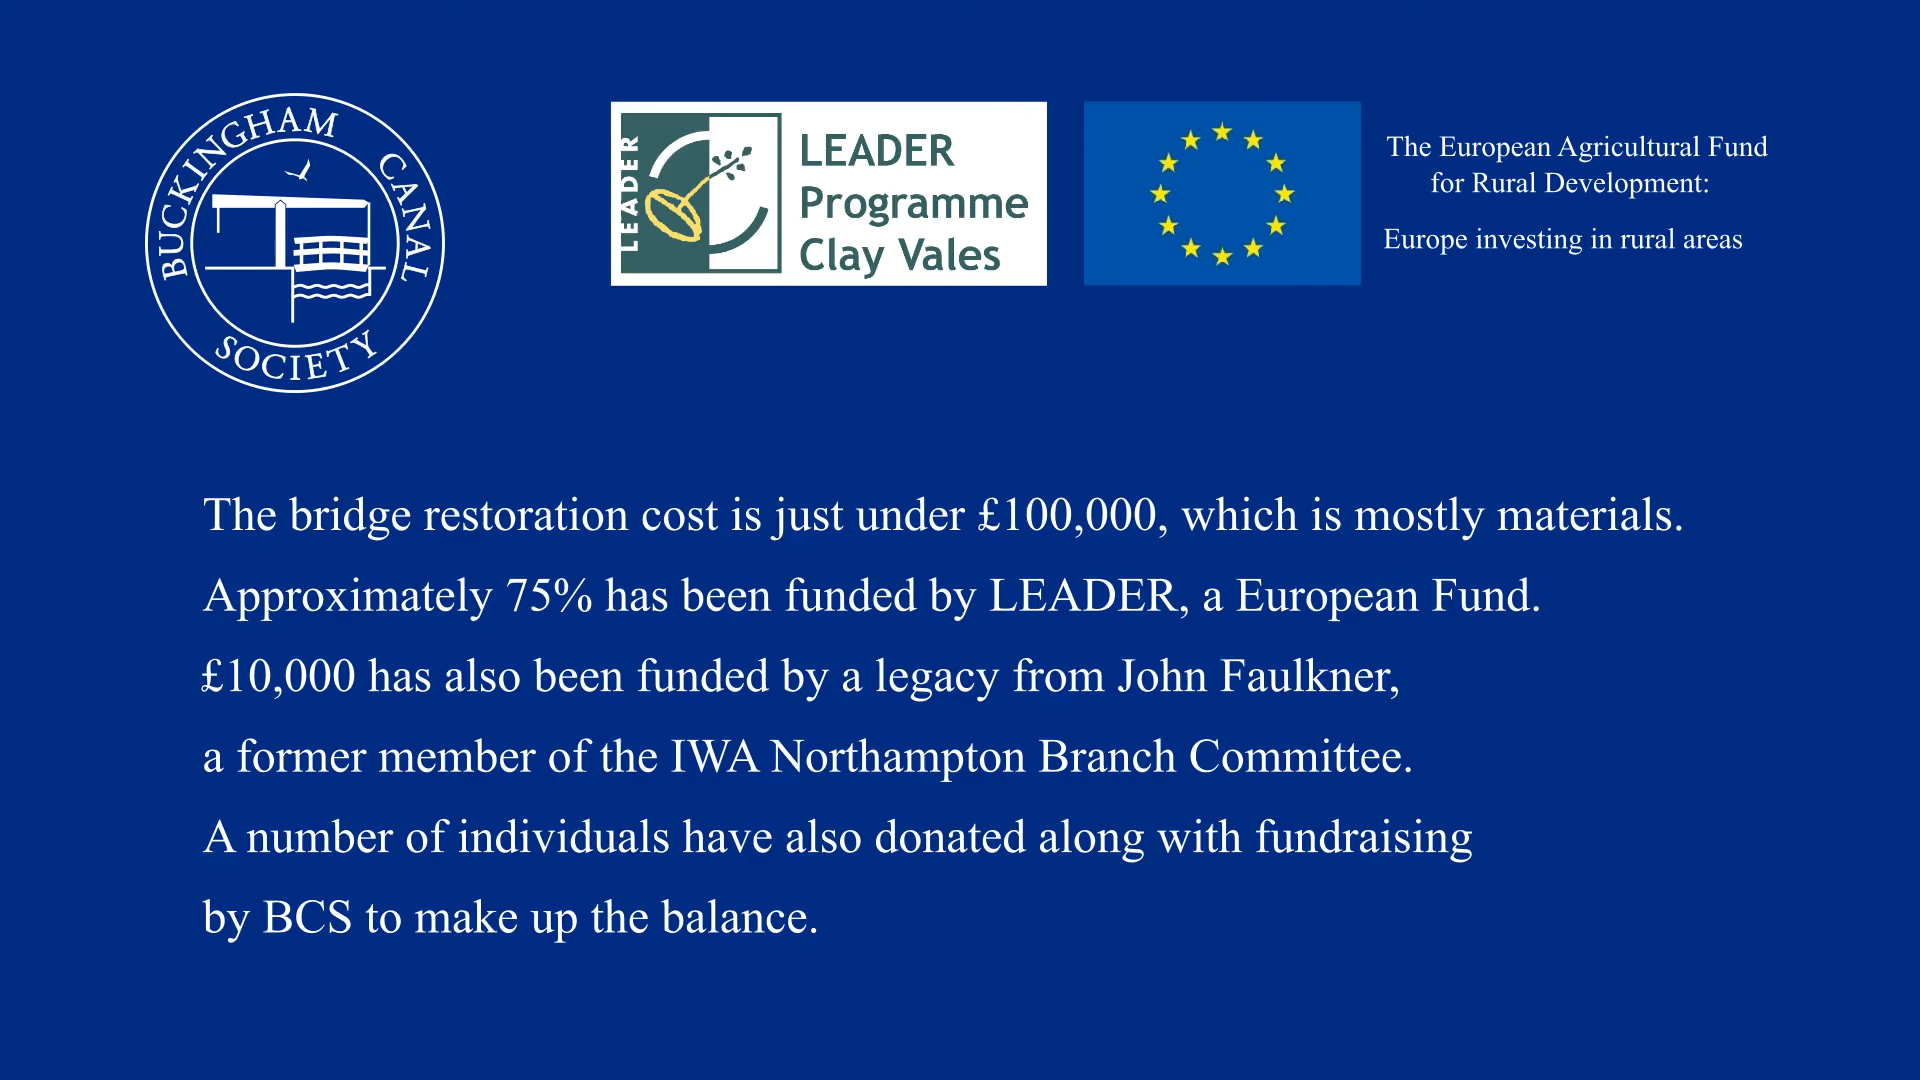 BUCKINGHAM CANAL SOCIETY
LEADER
LEADER
Programme
Clay Vales
The European Agricultural Fund
for Rural Development:
Europe investing in rural areas
The bridge restoration cost is just under £100,000, which is mostly materials.
Approximately 75% has been funded by LEADER, a European Fund.
£10,000 has also been funded by a legacy from John Faulkner,
a former member of the IWA Northampton Branch Committee.
A number of individuals have also donated along with fundraising
by BCS to make up the balance.